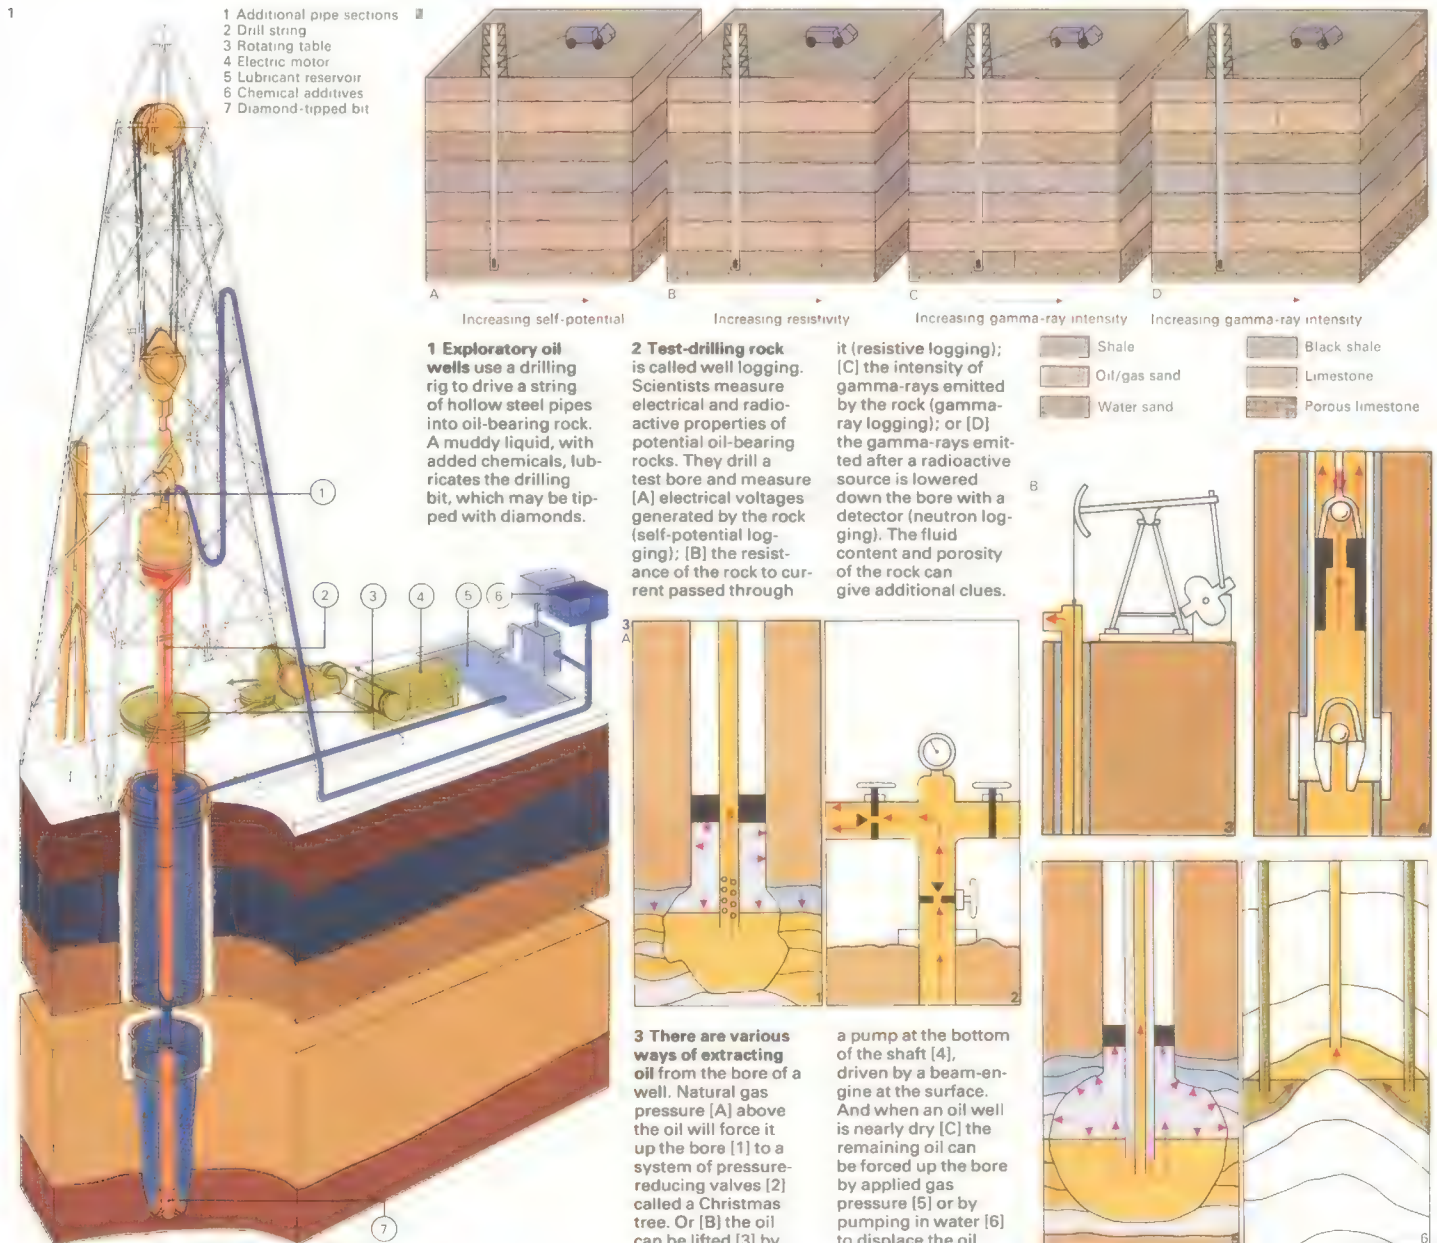 1
1 Additional pipe sections
2 Drill string
3 Rotating table
4 Electric motor
5 Lubricant reservoir
6 Chemical additives
7 Diamond-tipped bit
A
B
C
D
Increasing self-potential
Increasing resistivity
Increasing gamma-ray intensity
Increasing gamma-ray intensity
1 Exploratory oil
wells use a drilling
rig to drive a string
of hollow steel pipes
into oil-bearing rock.
A muddy liquid, with
added chemicals, lub-
ricates the drilling
bit, which may be tip-
ped with diamonds.
2 Test-drilling rock
is called well logging.
Scientists measure
electrical and radio-
active properties of
potential oil-bearing
rocks. They drill a
test bore and measure
[A] electrical voltages
generated by the rock
(self-potential log-
ging); [B] the resist-
ance of the rock to cur-
rent passed through
it (resistive logging);
[C] the intensity of
gamma-rays emitted
by the rock (gamma-
ray logging); or [D]
the gamma-rays emit-
ted after a radioactive
source is lowered
down the bore with a
detector (neutron log-
ging). The fluid
content and porosity
of the rock can
give additional clues.
Shale
Oil/gas sand
Water sand
Black shale
Limestone
Porous limestone
1
2
3
4
5
6
7
3
A
1
2
B
3
4
5
6
3 There are various
ways of extracting
oil from the bore of a
well. Natural gas
pressure [A] above
the oil will force it
up the bore [1] to a
system of pressure-
reducing valves [2]
called a Christmas
tree. Or [B] the oil
can be lifted [3] by
a pump at the bottom
of the shaft [4],
driven by a beam-en-
gine at the surface.
And when an oil well
is nearly dry [C] the
remaining oil can
be forced up the bore
by applied gas
pressure [5] or by
pumping in water [6]
to displace the oil